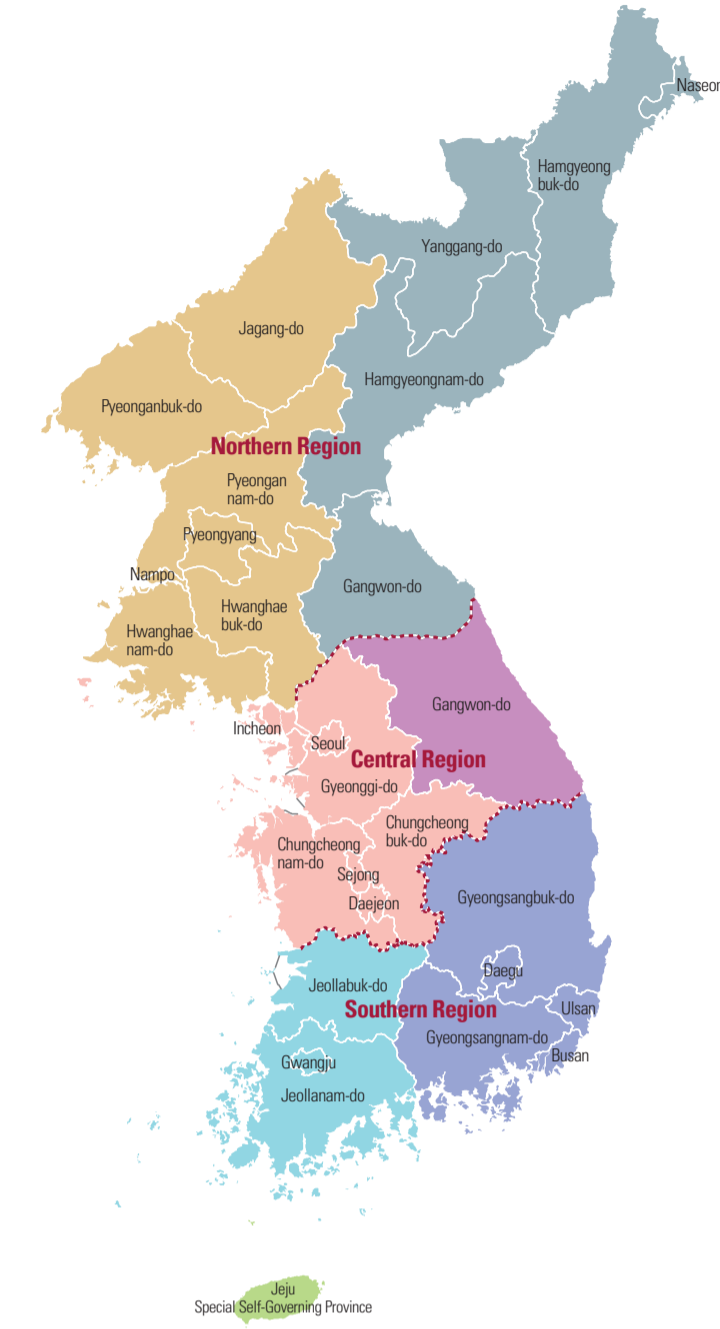 Naseon
Hamgyeong
buk-do
Yanggang-do
Jagang-do
Hamgyeongnam-do
Pyeonganbuk-do
Northern Region
Pyeongan
nam-do
Pyeongyang
Nampo
Gangwon-do
Hwanghae
buk-do
Hwanghae
nam-do
Gangwon-do
Incheon
Seoul
Central Region
Gyeonggi-do
Chungcheong
buk-do
Chungcheong
nam-do
Sejong
Daejeon
Gyeongsangbuk-do
Daegu
Jeollabuk-do
Southern Region
Ulsan
Gyeongsangnam-do
Busan
Gwangju
Jeollanam-do
Jeju
Special Self-Governing Province